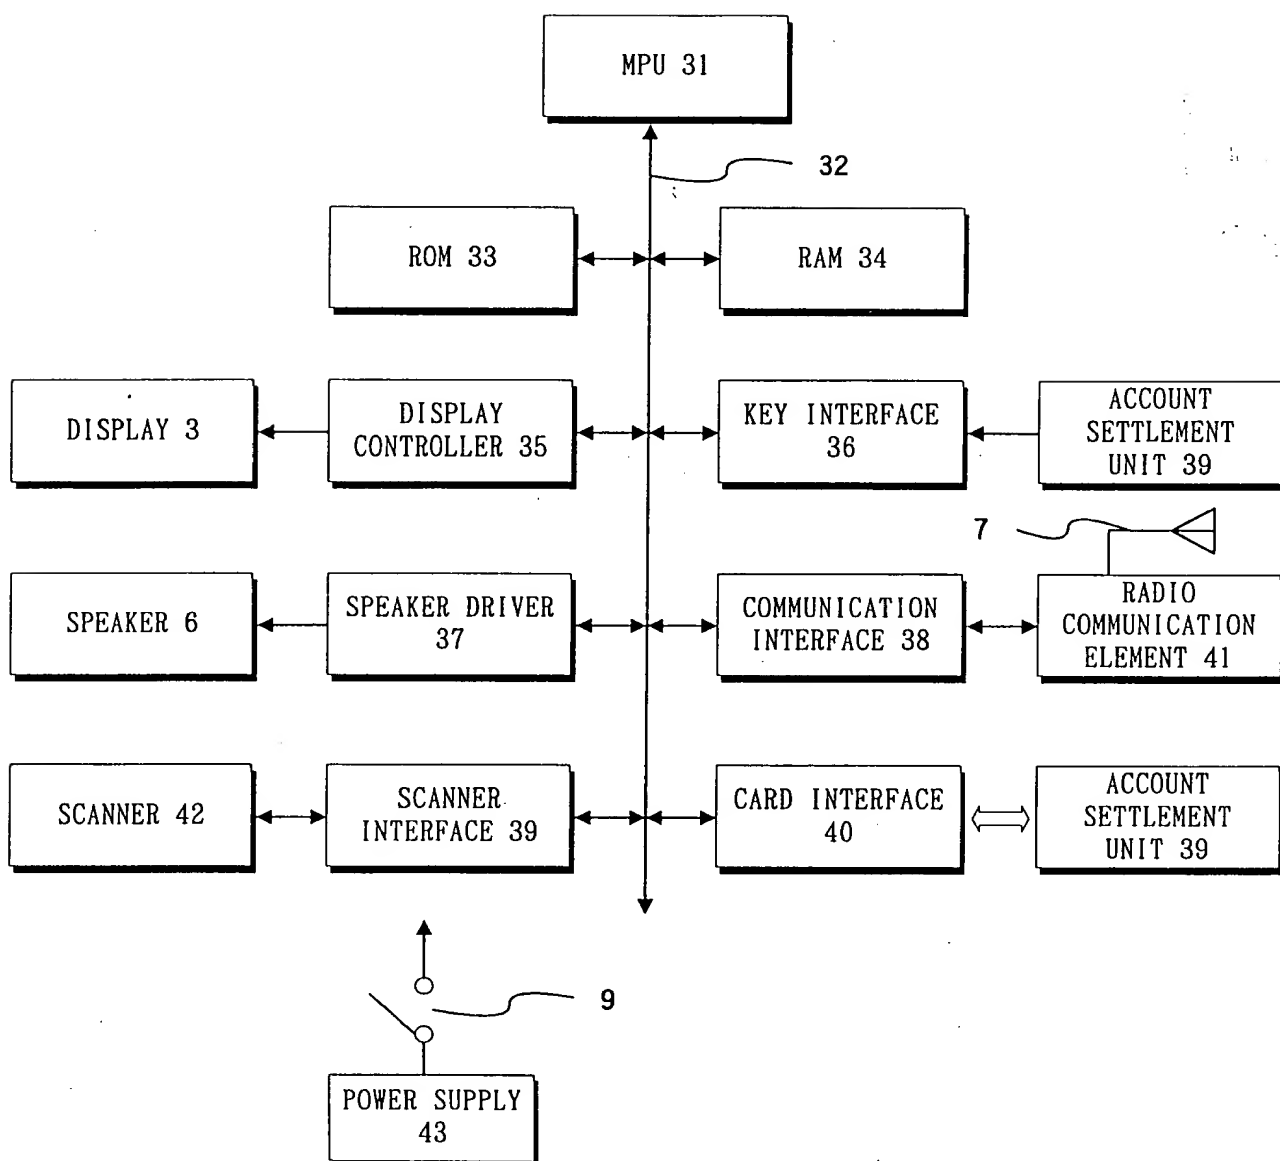 MPU 31
32
ROM 33
RAM 34
DISPLAY 3
DISPLAY
CONTROLLER 35
KEY INTERFACE
36
ACCOUNT
SETTLEMENT
UNIT 39
7
SPEAKER 6
SPEAKER DRIVER
37
COMMUNICATION
INTERFACE 38
RADIO
COMMUNICATION
ELEMENT 41
SCANNER 42
SCANNER
INTERFACE 39
CARD INTERFACE
40
ACCOUNT
SETTLEMENT
UNIT 39
9
POWER SUPPLY
43